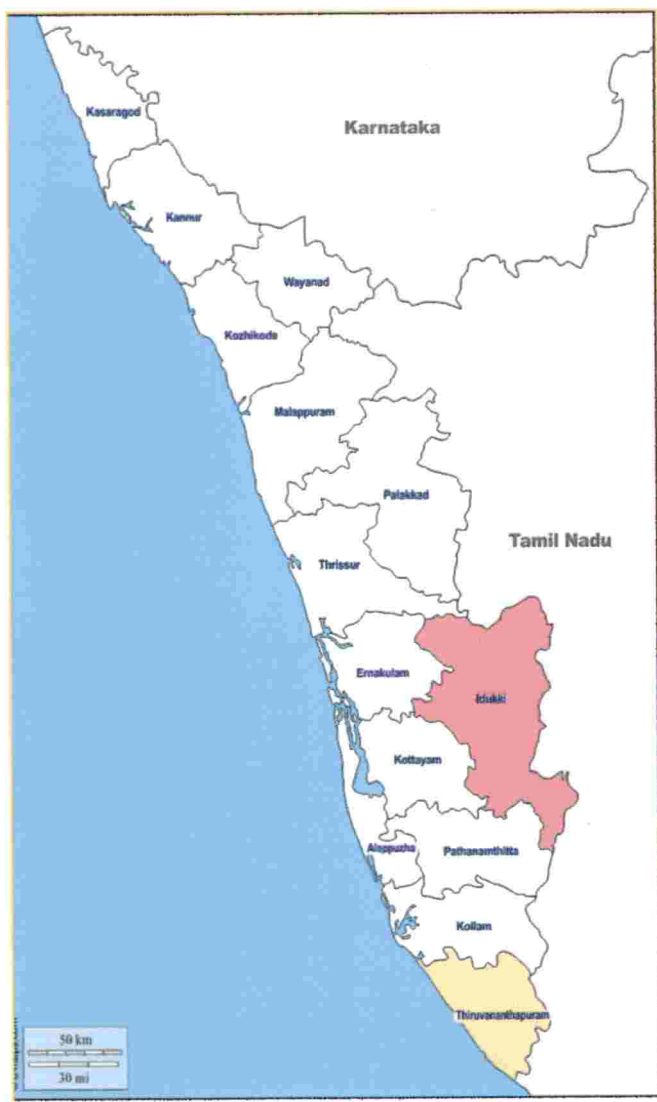 Kasaragod
Karnataka
Kannur
Wayanad
Kozhikode
Malappuram
Palakkad
Tamil Nadu
Thrissur
Ernakulam
Idukki
Kottayam
Alappuzha
Pathanamthitta
Kollam
Thiruvananthapuram
50 km
30 mi